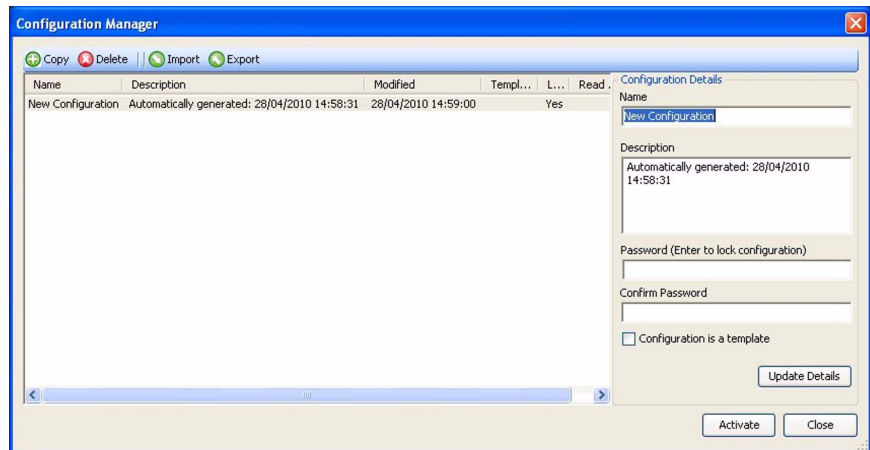 Configuration Manager
Copy Delete Import Export
Name Description Modified Templ... L... Read .
New Configuration Automatically generated: 28/04/2010 14:58:31 28/04/2010 14:59:00 Yes
Configuration Details
Name
New Configuration
Description
Automatically generated: 28/04/2010
14:58:31
Password (Enter to lock configuration)
Confirm Password
Configuration is a template
Update Details
Activate Close